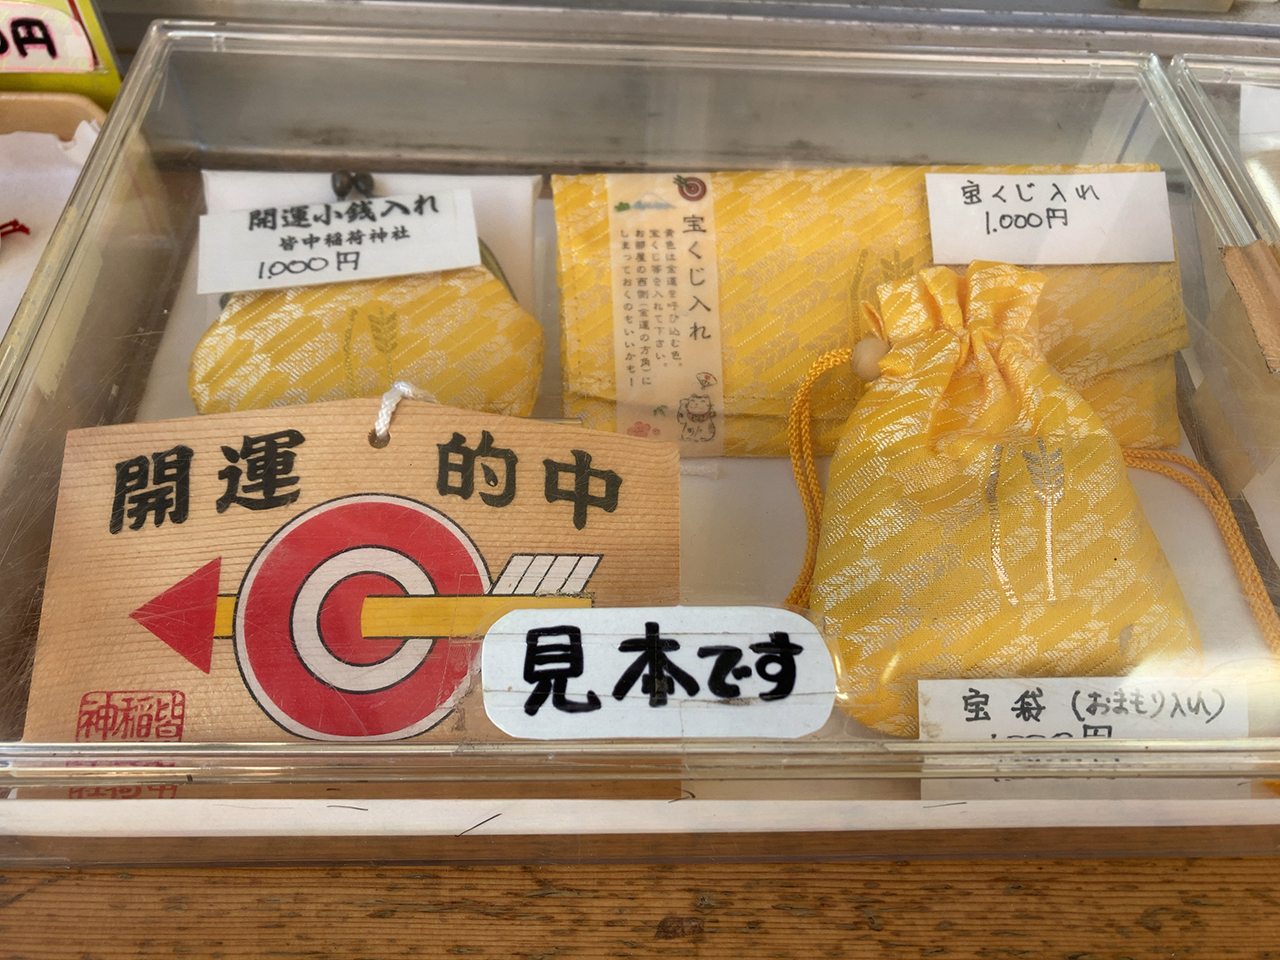 円
開運小銭入れ
皆中稲荷神社
1.000円
宝くじ入れ
黄色は金運を呼び込む色。
宝くじ等を入れて下さい。
お部屋の西側(金運の方角)に
しまっておくのもいいかも!
宝くじ入れ
1.000円
開運 的中
見本です
宝袋(おまもり入れ)
円